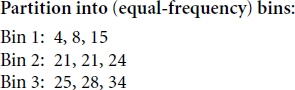 Partition into (equal-frequency) bins:
Bin 1: 4, 8, 15
Bin 2: 21, 21, 24
Bin 3: 25, 28, 34